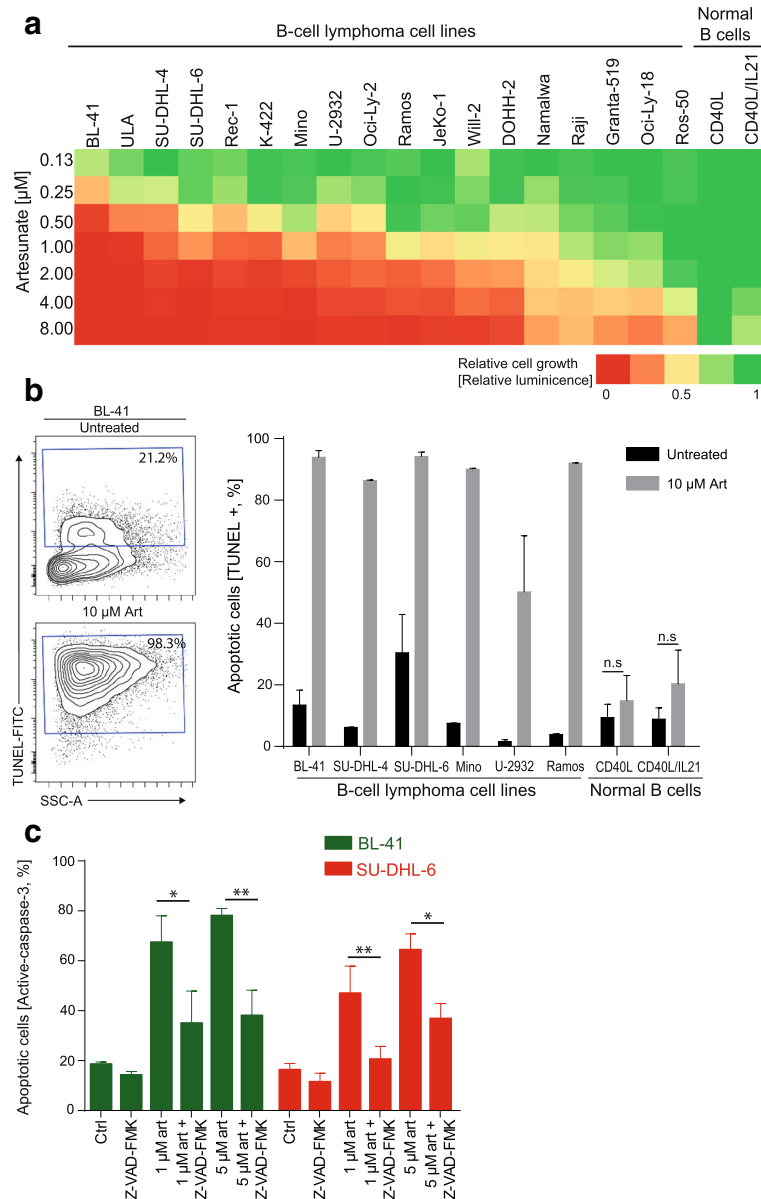 a
B-cell lymphoma cell lines
Normal
B cells
BL-41
ULA
SU-DHL-4
SU-DHL-6
Rec-1
K-422
Mino
U-2932
Oci-Ly-2
Ramos
JeKo-1
Will-2
DOHH-2
Namalwa
Raji
Granta-519
Oci-Ly-18
Ros-50
CD40L
CD40L/IL21
Artesunate [µM]
0.13
0.25
0.50
1.00
2.00
4.00
8.00
Relative cell growth
[Relative luminicence]
0
0.5
1
b
BL-41
Untreated
21.2%
10 µM Art
98.3%
TUNEL-FITC
SSC-A
Apoptotic cells [TUNEL +, %]
100
80
60
40
20
0
Untreated
10 µM Art
n.s
n.s
BL-41
SU-DHL-4
SU-DHL-6
Mino
U-2932
Ramos
CD40L
CD40L/IL21
B-cell lymphoma cell lines
Normal B cells
c
BL-41
SU-DHL-6
Apoptotic cells [Active-caspase-3, %]
100
80
60
40
20
0
*
**
**
*
Ctrl
Z-VAD-FMK
1 µM art
1 µM art +
Z-VAD-FMK
5 µM art
5 µM art +
Z-VAD-FMK
Ctrl
Z-VAD-FMK
1 µM art
1 µM art +
Z-VAD-FMK
5 µM art
5 µM art +
Z-VAD-FMK